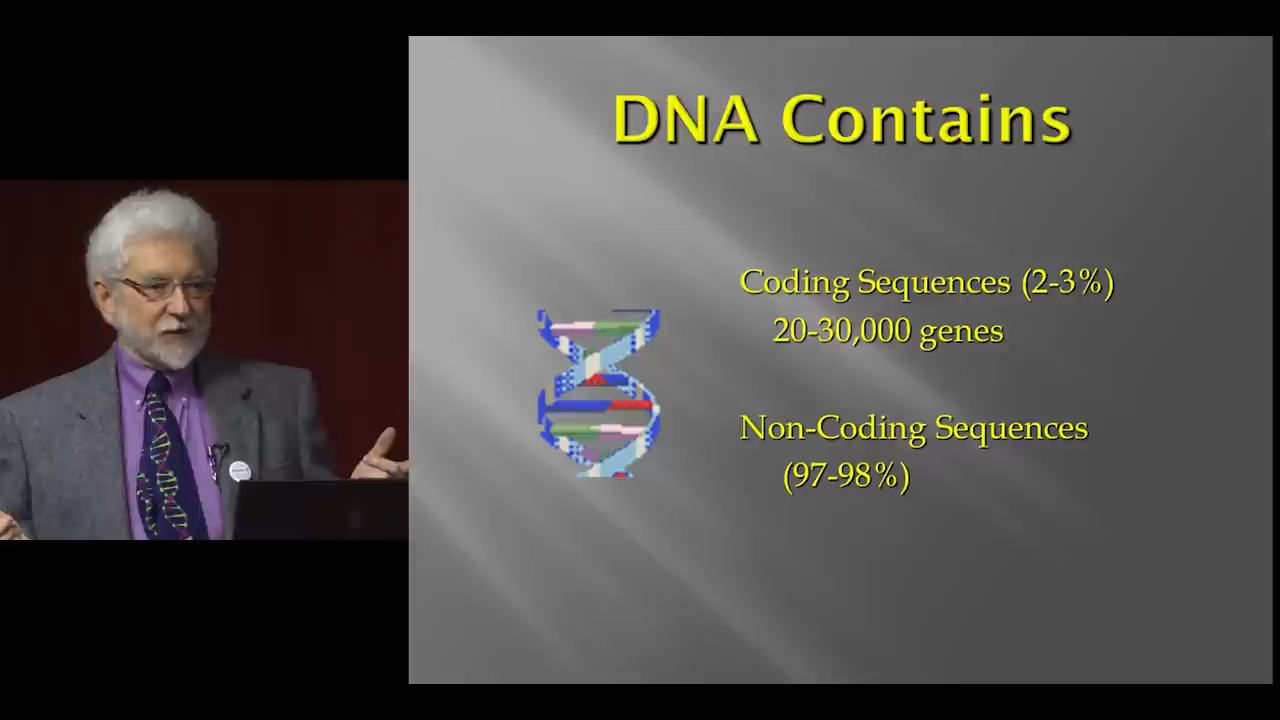 DNA Contains
Coding Sequences (2-3%)
20-30,000 genes
Non-Coding Sequences
(97-98%)